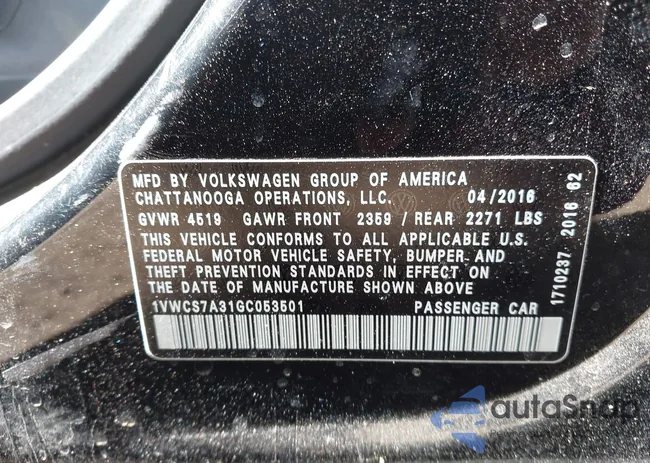 MFD BY VOLKSWAGEN GROUP OF AMERICA
CHATTANOOGA OPERATIONS, LLC. 04/2016
GVWR 4519 GAWR FRONT 2359 / REAR 2271 LBS
THIS VEHICLE CONFORMS TO ALL APPLICABLE U.S.
FEDERAL MOTOR VEHICLE SAFETY, BUMPER AND
THEFT PREVENTION STANDARDS IN EFFECT ON
THE DATE OF MANUFACTURE SHOWN ABOVE
1VWCS7A31GC053501 PASSENGER CAR
1710237 2016 62
autoSnap